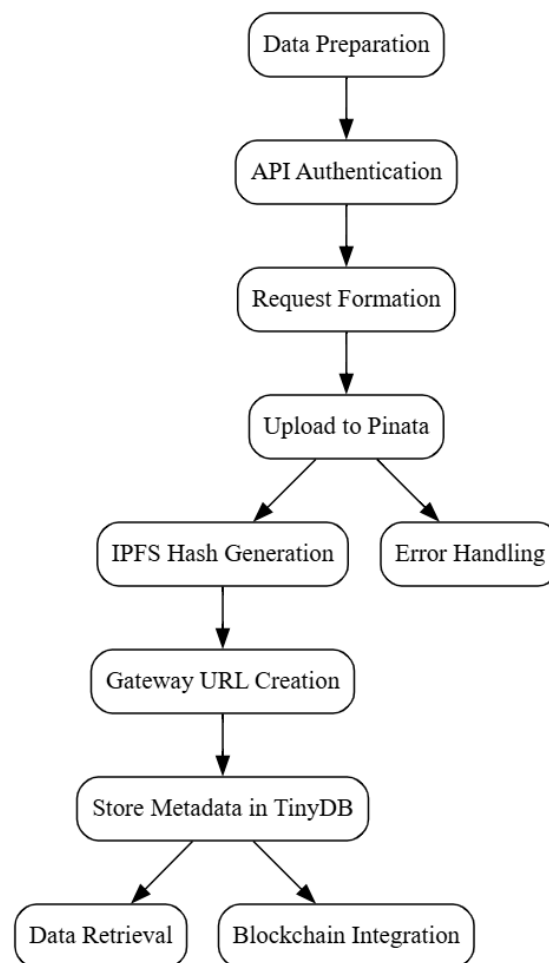 Data Preparation
API Authentication
Request Formation
Upload to Pinata
IPFS Hash Generation
Error Handling
Gateway URL Creation
Store Metadata in TinyDB
Data Retrieval
Blockchain Integration